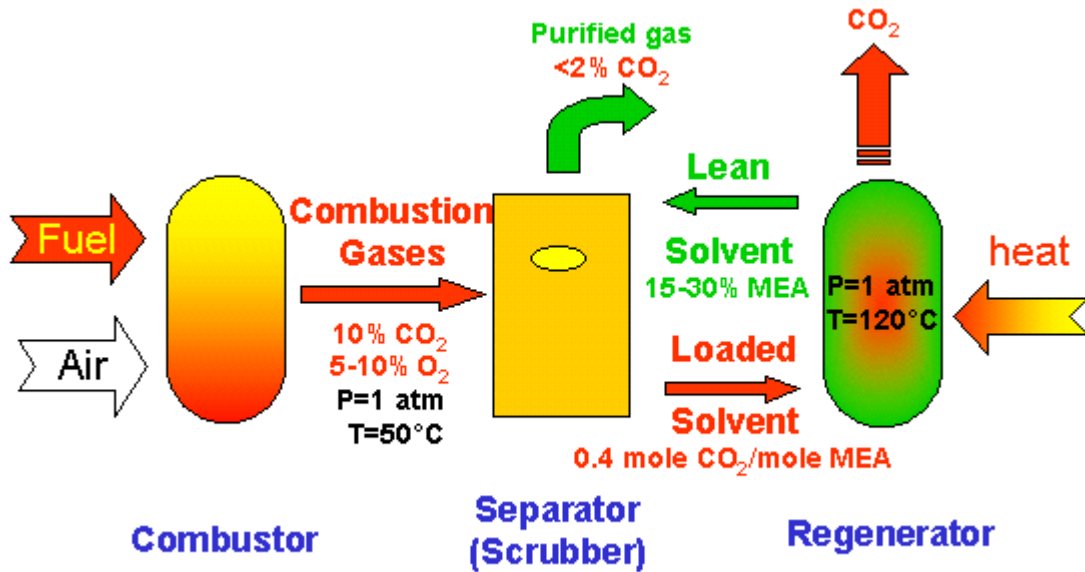 Fuel
Air
Combustion
Gases
10% CO₂
5-10% O₂
P=1 atm
T=50°C
Purified gas
<2% CO₂
Lean
Solvent
15-30% MEA
Loaded
Solvent
0.4 mole CO₂/mole MEA
CO₂
P=1 atm
T=120°C
heat
Combustor
Separator
(Scrubber)
Regenerator